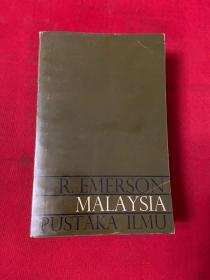 R. EMERSON
MALAYSIA
PUSTAKA ILMU